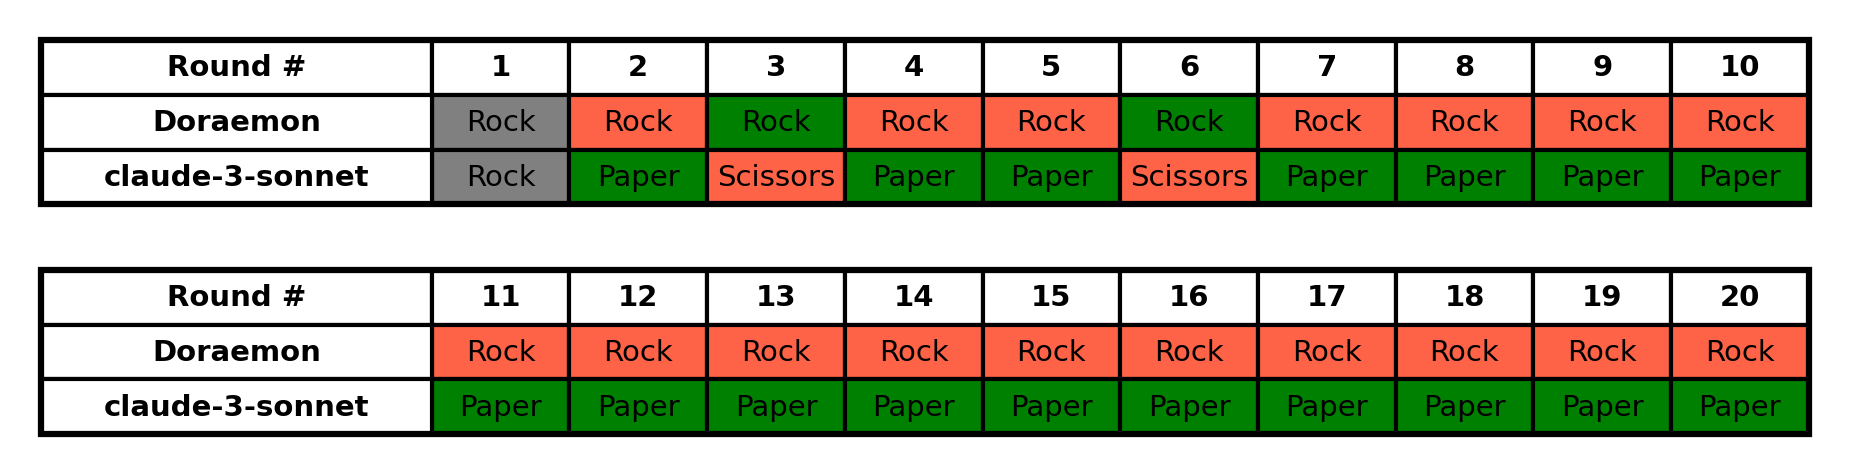 Round # 1 2 3 4 5 6 7 8 9 10
Doraemon Rock Rock Rock Rock Rock Rock Rock Rock Rock Rock
claude-3-sonnet Rock Paper Scissors Paper Paper Scissors Paper Paper Paper Paper
Round # 11 12 13 14 15 16 17 18 19 20
Doraemon Rock Rock Rock Rock Rock Rock Rock Rock Rock Rock
claude-3-sonnet Paper Paper Paper Paper Paper Paper Paper Paper Paper Paper